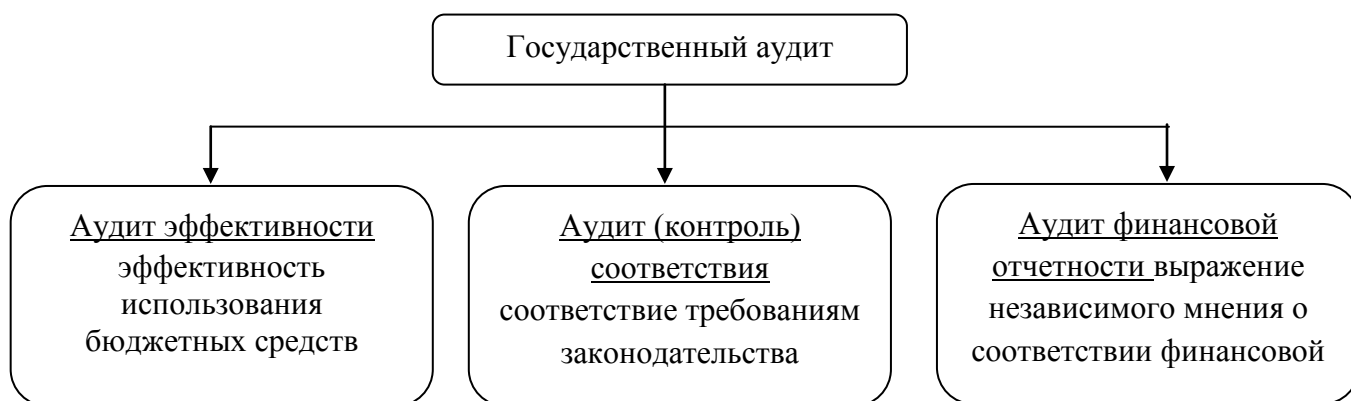 Государственный аудит
Аудит эффективности
эффективность
использования
бюджетных средств
Аудит (контроль)
соответствия
соответствие требованиям
законодательства
Аудит финансовой
отчетности выражение
независимого мнения о
соответствии финансовой